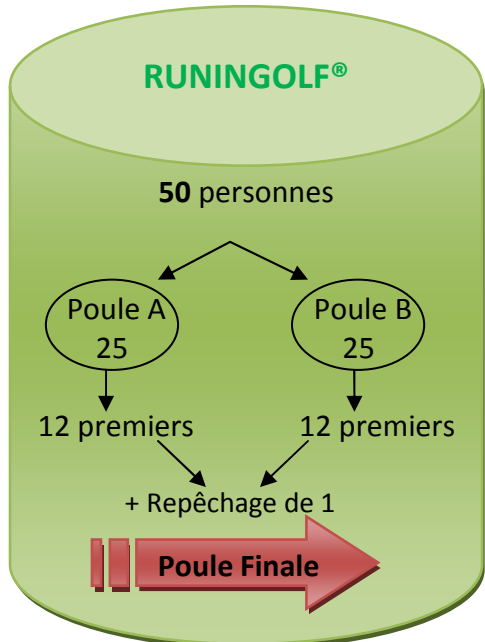 RUNINGOLF®
50 personnes
Poule A
25
Poule B
25
12 premiers
12 premiers
+ Repêchage de 1
Poule Finale